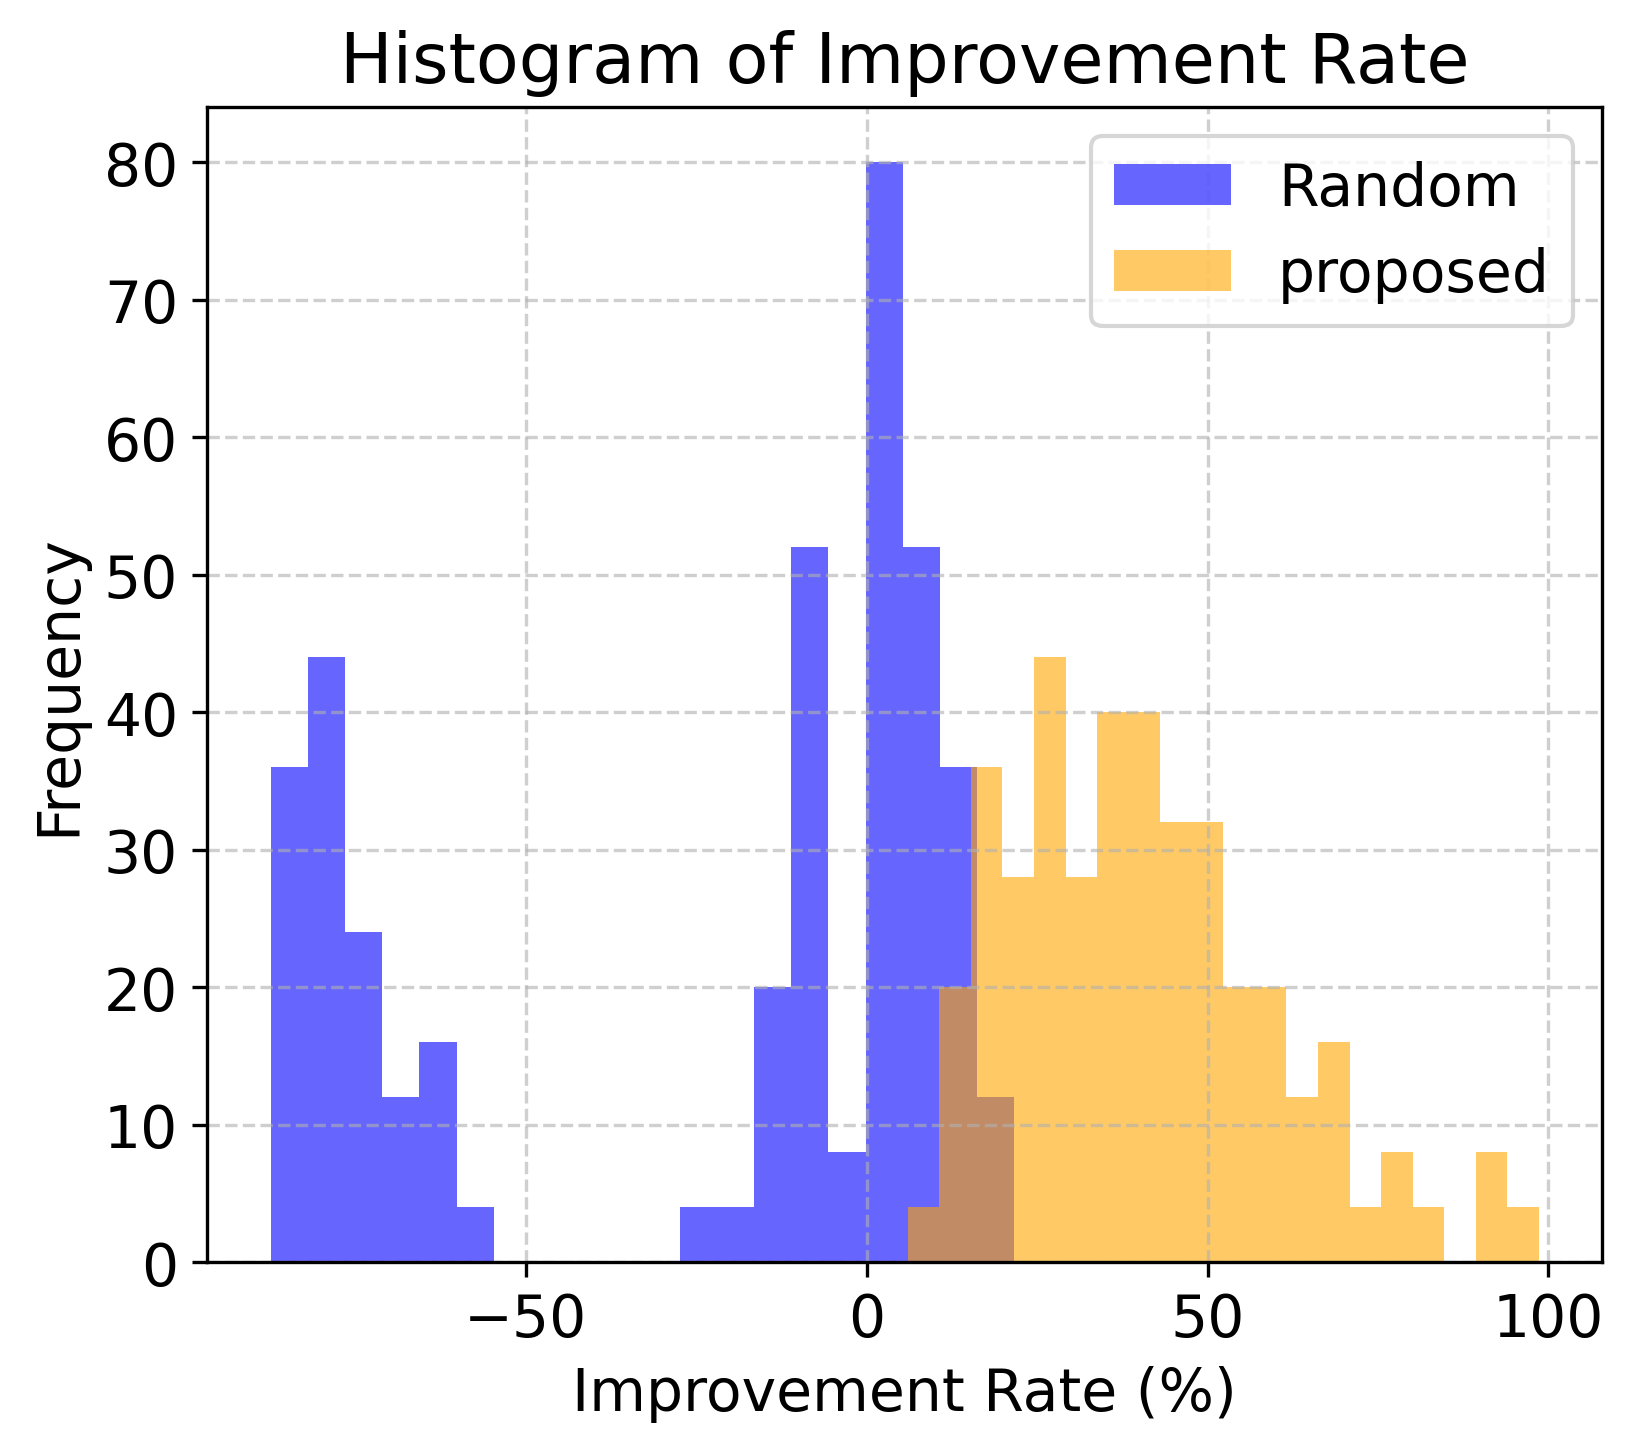 Histogram of Improvement Rate
Random
proposed
Frequency
80
70
60
50
40
30
20
10
0
−50
0
50
100
Improvement Rate (%)